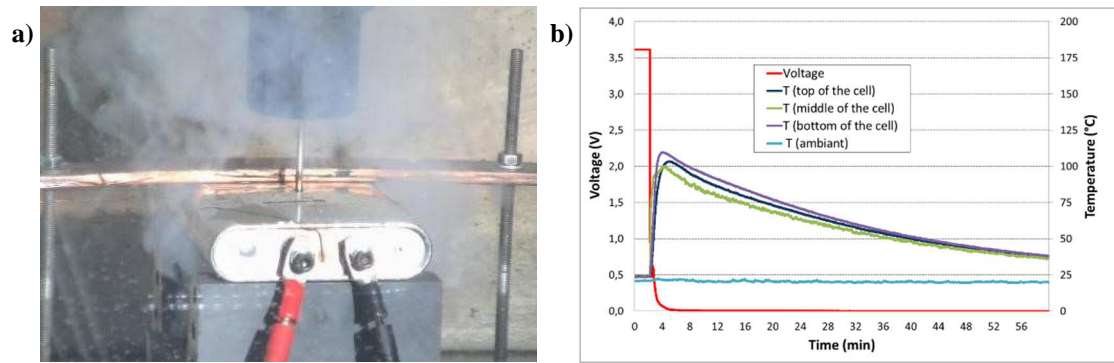 a)
b)
4,0
3,5
3,0
2,5
2,0
1,5
1,0
0,5
0,0
Voltage (V)
Voltage
T (top of the cell)
T (middle of the cell)
T (bottom of the cell)
T (ambiant)
200
175
150
125
100
75
50
25
0
Temperature (°C)
0 4 8 12 16 20 24 28 32 36 40 44 48 52 56
Time (min)